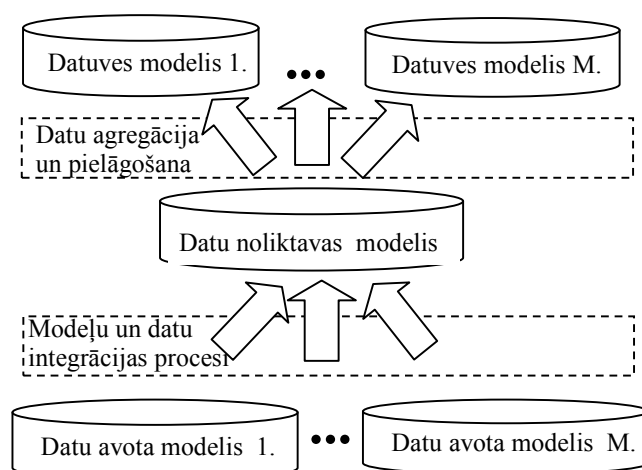 Datuves modelis 1.
•••
Datuves modelis M.
Datu agregācija
un pielāgošana
Datu noliktavas modelis
Modeļu un datu
integrācijas procesi
Datu avota modelis 1.
•••
Datu avota modelis M.